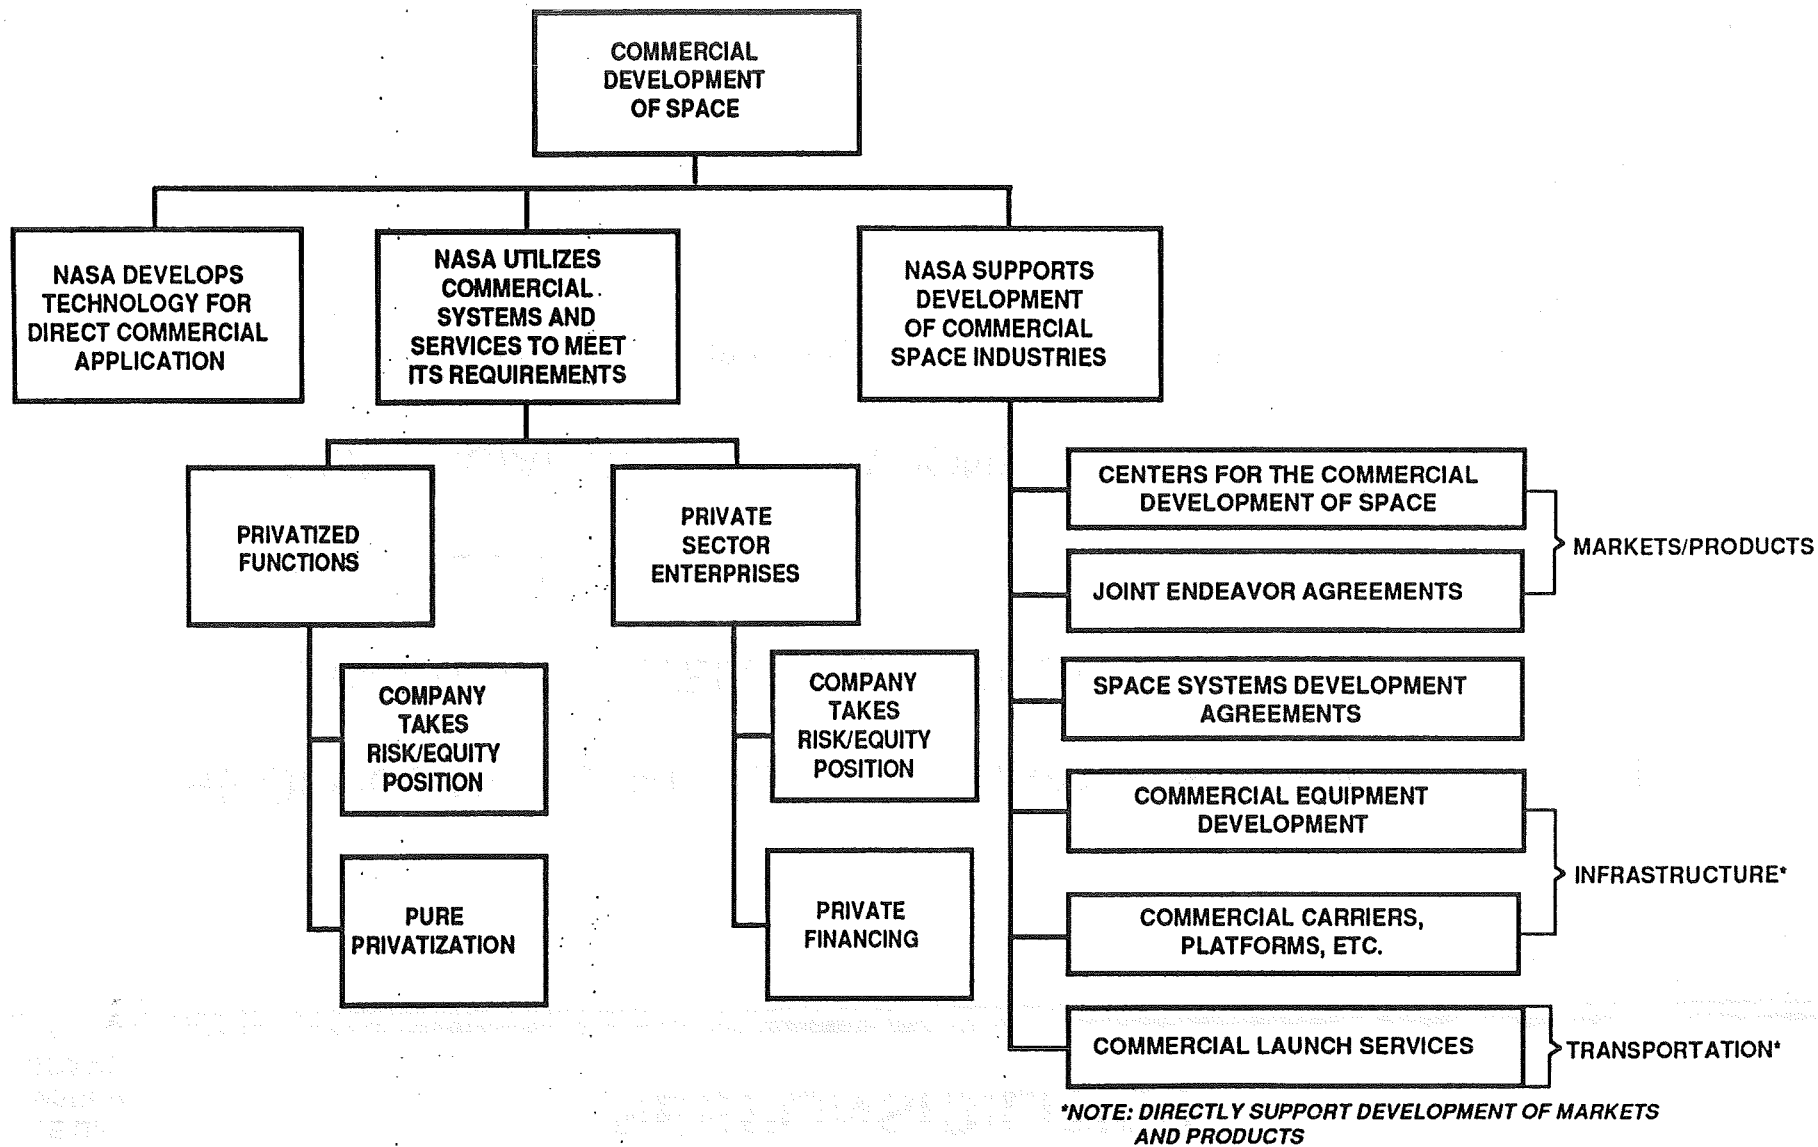 COMMERCIAL
DEVELOPMENT
OF SPACE
NASA DEVELOPS
TECHNOLOGY FOR
DIRECT COMMERCIAL
APPLICATION
NASA UTILIZES
COMMERCIAL
SYSTEMS AND
SERVICES TO MEET
ITS REQUIREMENTS
NASA SUPPORTS
DEVELOPMENT
OF COMMERCIAL
SPACE INDUSTRIES
PRIVATIZED
FUNCTIONS
COMPANY
TAKES
RISK/EQUITY
POSITION
PURE
PRIVATIZATION
PRIVATE
SECTOR
ENTERPRISES
COMPANY
TAKES
RISK/EQUITY
POSITION
PRIVATE
FINANCING
CENTERS FOR THE COMMERCIAL
DEVELOPMENT OF SPACE
JOINT ENDEAVOR AGREEMENTS
MARKETS/PRODUCTS
SPACE SYSTEMS DEVELOPMENT
AGREEMENTS
COMMERCIAL EQUIPMENT
DEVELOPMENT
COMMERCIAL CARRIERS,
PLATFORMS, ETC.
INFRASTRUCTURE*
COMMERCIAL LAUNCH SERVICES
TRANSPORTATION*
*NOTE: DIRECTLY SUPPORT DEVELOPMENT OF MARKETS
AND PRODUCTS